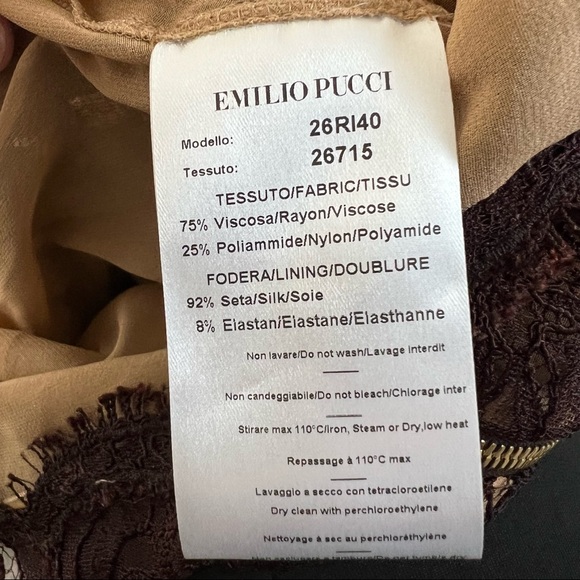 EMILIO PUCCI
Modello: 26RI40
Tessuto: 26715
TESSUTO/FABRIC/TISSU
75% Viscosa/Rayon/Viscose
25% Poliammide/Nylon/Polyamide
FODERA/LINING/DOUBLURE
92% Seta/Silk/Soie
8% Elastan/Elastane/Elasthanne
Non lavare/Do not wash/Lavage interdit
Non candeggiabile/Do not bleach/Chlorage inter
Stirare max 110°C/Iron, Steam or Dry,low heat
Repassage à 110°C max
Lavaggio a secco con tetracloroetilene
Dry clean with perchloroethylene
Nettoyage à sec au perchloréthylène